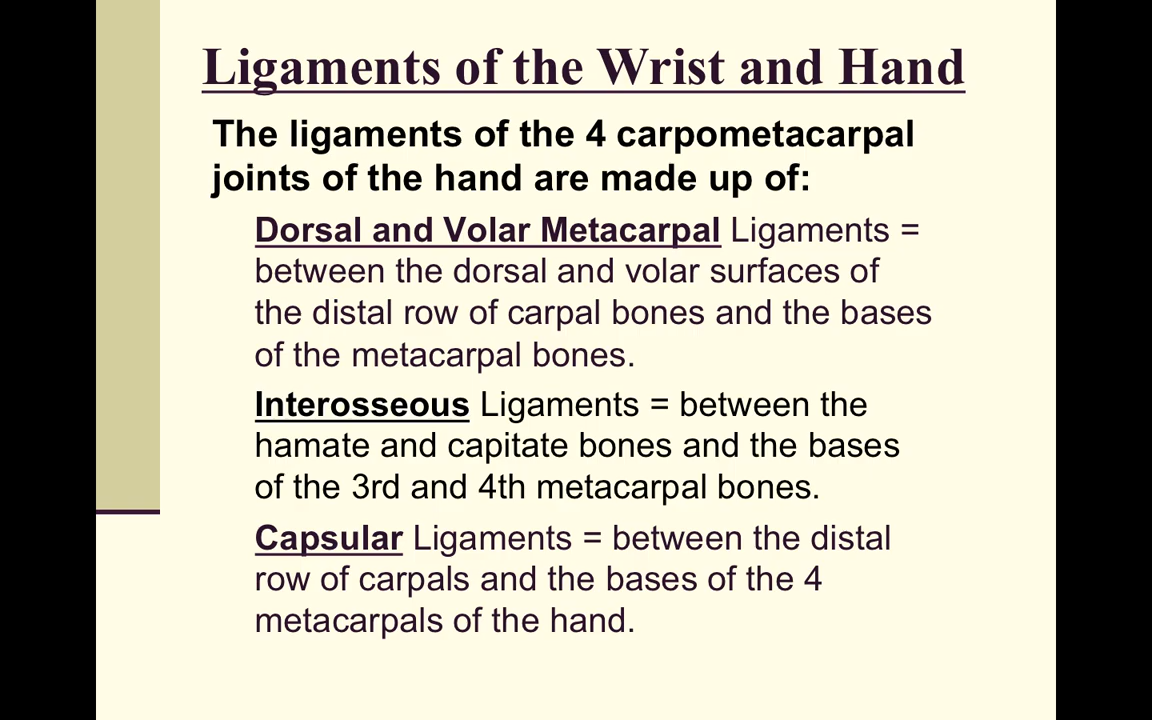 Ligaments of the Wrist and Hand
The ligaments of the 4 carpometacarpal
joints of the hand are made up of:
Dorsal and Volar Metacarpal Ligaments =
between the dorsal and volar surfaces of
the distal row of carpal bones and the bases
of the metacarpal bones.
Interosseous Ligaments = between the
hamate and capitate bones and the bases
of the 3rd and 4th metacarpal bones.
Capsular Ligaments = between the distal
row of carpals and the bases of the 4
metacarpals of the hand.